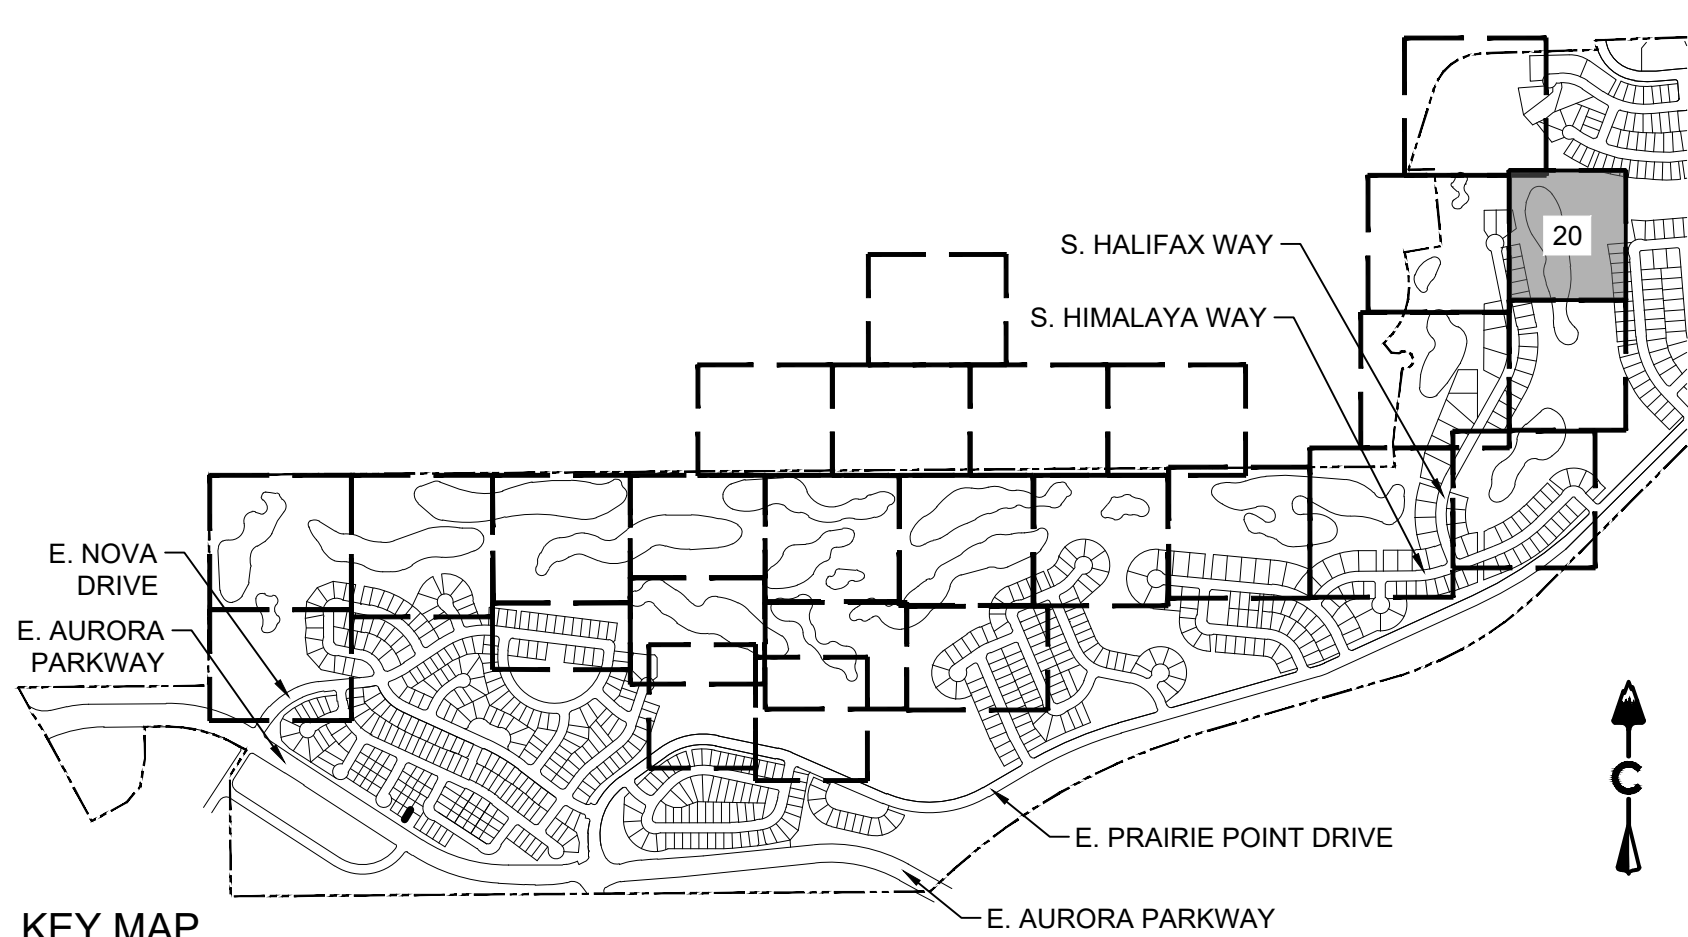 20
S. HALIFAX WAY
S. HIMALAYA WAY
E. NOVA
DRIVE
E. AURORA
PARKWAY
E. PRAIRIE POINT DRIVE
E. AURORA PARKWAY
KEY MAP